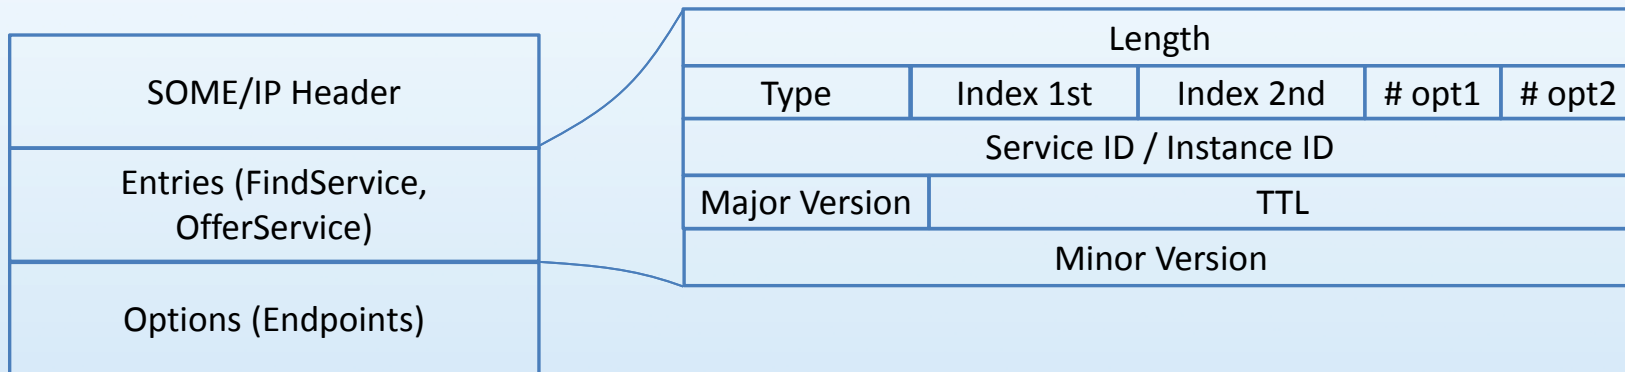 SOME/IP Header
Entries (FindService,
OfferService)
Options (Endpoints)
Length
Type Index 1st Index 2nd # opt1 # opt2
Service ID / Instance ID
Major Version TTL
Minor Version